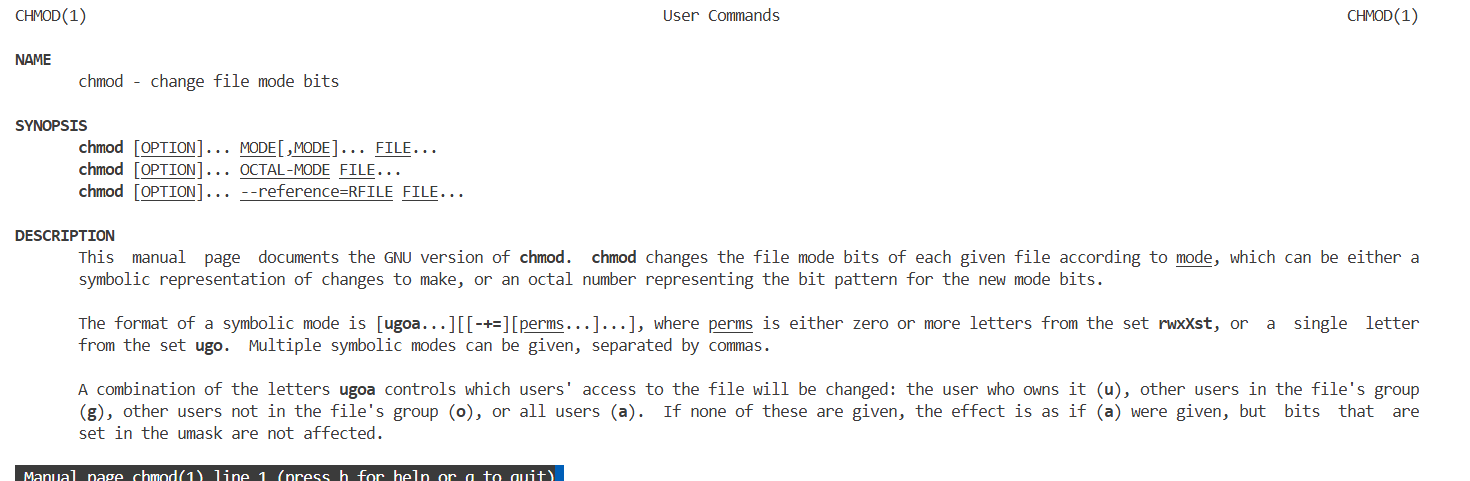 CHMOD(1) User Commands CHMOD(1)
NAME
chmod - change file mode bits
SYNOPSIS
chmod [OPTION]... MODE[,MODE]... FILE...
chmod [OPTION]... OCTAL-MODE FILE...
chmod [OPTION]... --reference=RFILE FILE...
DESCRIPTION
This manual page documents the GNU version of chmod. chmod changes the file mode bits of each given file according to mode, which can be either a
symbolic representation of changes to make, or an octal number representing the bit pattern for the new mode bits.
The format of a symbolic mode is [ugoa...][[-+=][perms...]...], where perms is either zero or more letters from the set rwxXst, or a single letter
from the set ugo. Multiple symbolic modes can be given, separated by commas.
A combination of the letters ugoa controls which users' access to the file will be changed: the user who owns it (u), other users in the file's group
(g), other users not in the file's group (o), or all users (a). If none of these are given, the effect is as if (a) were given, but bits that are
set in the umask are not affected.
Manual page chmod(1) line 1 (press h for help or q to quit)